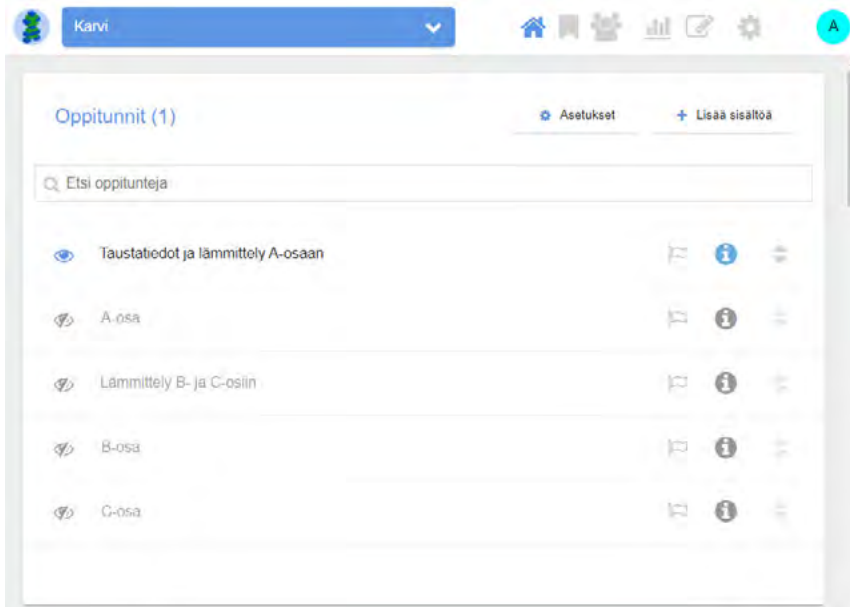 Karvi
A
Oppitunnit (1)
Asetukset
+ Lisää sisältöä
Etsi oppitunteja
Taustatiedot ja lämmittely A-osaan
A-osa
Lämmittely B- ja C-osiin
B-osa
C-osa